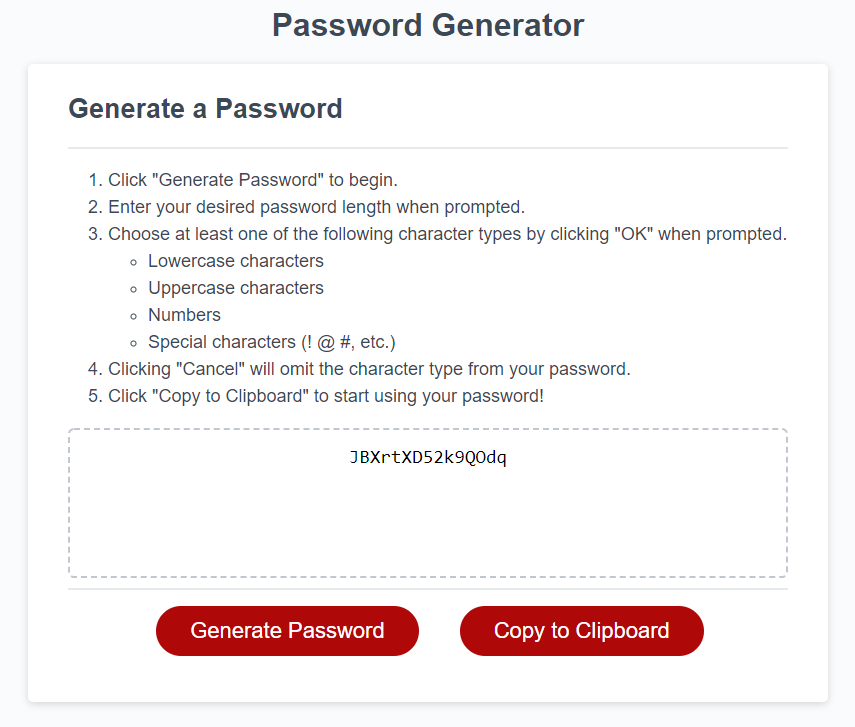 Password Generator
Generate a Password
1. Click "Generate Password" to begin.
2. Enter your desired password length when prompted.
3. Choose at least one of the following character types by clicking "OK" when prompted.
Lowercase characters
Uppercase characters
Numbers
Special characters (! @ #, etc.)
4. Clicking "Cancel" will omit the character type from your password.
5. Click "Copy to Clipboard" to start using your password!
JBXrtXD52k9QOdq
Generate Password
Copy to Clipboard